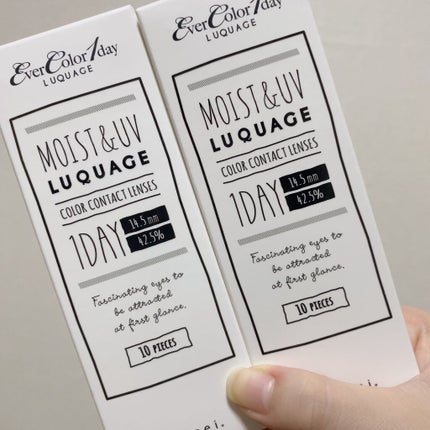 EverColor1day
LUQUAGE
MOIST&UV
LUQUAGE
COLOR CONTACT LENSES
1DAY
14.5mm
42.5%
Fascinating eyes to
be attracted
at first glance.
10 PIECES
EverColor1day
LUQUAGE
MOIST&UV
LUQUAGE
COLOR CONTACT LENSES
1DAY
14.5mm
42.5%
Fascinating eyes to
be attracted
at first glance.
10 PIECES